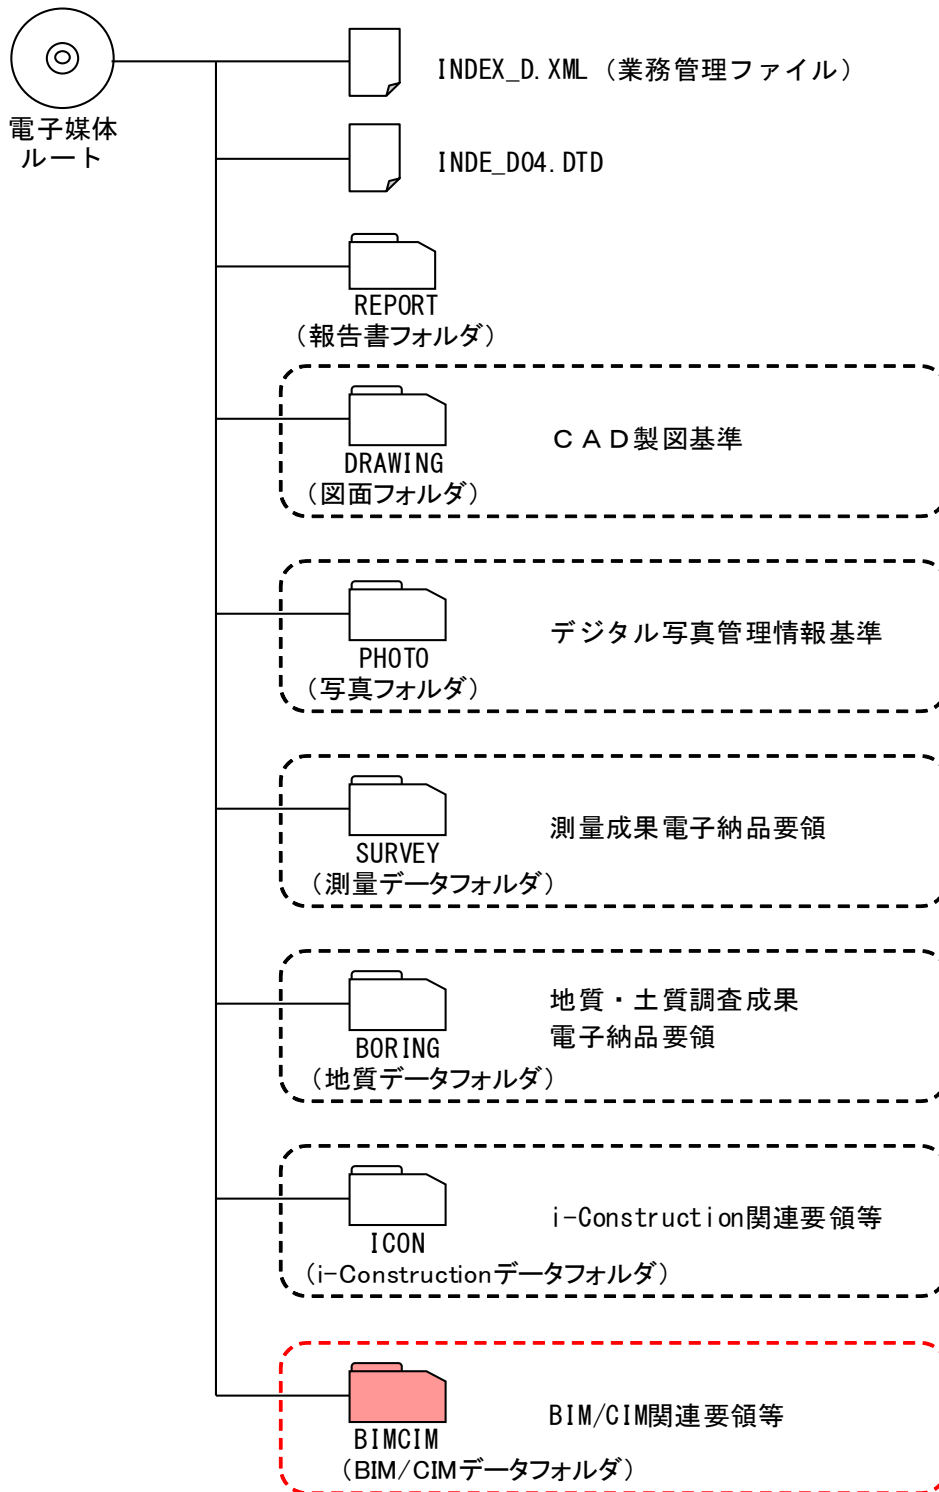 電子媒体
ルート
INDEX_D.XML（業務管理ファイル）
INDE_D04.DTD
REPORT
（報告書フォルダ）
DRAWING
（図面フォルダ）
ＣＡＤ製図基準
PHOTO
（写真フォルダ）
デジタル写真管理情報基準
SURVEY
（測量データフォルダ）
測量成果電子納品要領
BORING
（地質データフォルダ）
地質・土質調査成果
電子納品要領
ICON
（i-Constructionデータフォルダ）
i-Construction関連要領等
BIMCIM
（BIM/CIMデータフォルダ）
BIM/CIM関連要領等